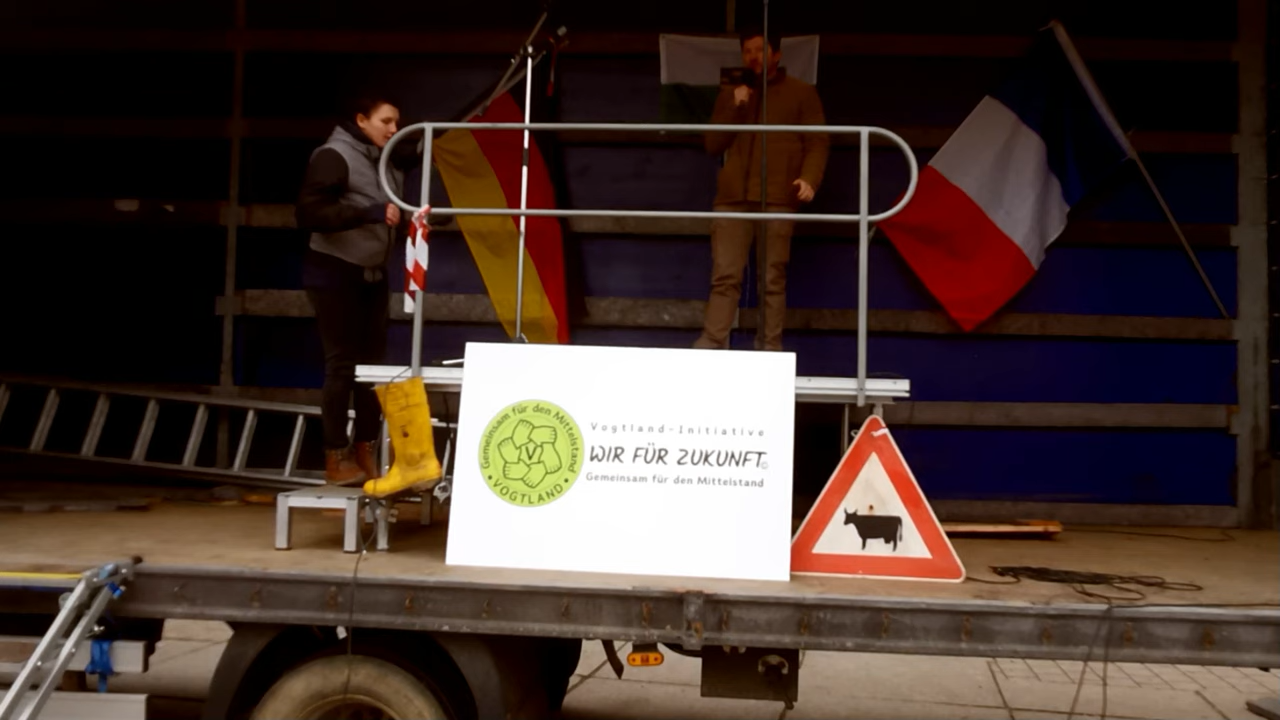 Gemeinsam für den Mittelstand
• VOGTLAND •
V
Vogtland-Initiative
WIR FÜR ZUKUNFT©
Gemeinsam für den Mittelstand